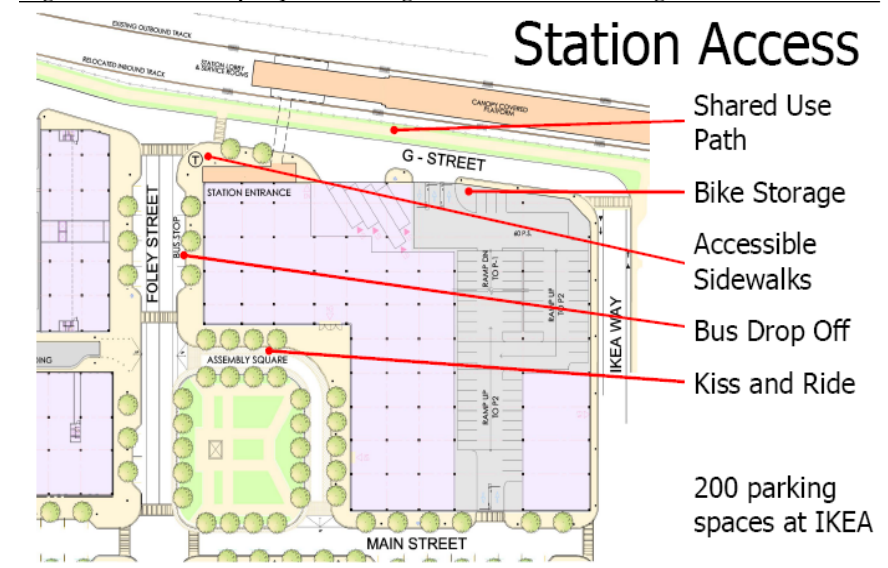 Station Access
EXISTING OUTBOUND TRACK
RELOCATED INBOUND TRACK
STATION LOBBY
& SERVICE ROOMS
CANOPY COVERED
PLATFORM
Shared Use
Path
G - STREET
T
STATION ENTRANCE
Bike Storage
60 P.S.
Accessible
Sidewalks
FOLEY STREET
BUS STOP
RAMP DN
TO P-1
RAMP UP
TO P2
IKEA WAY
Bus Drop Off
ASSEMBLY SQUARE
Kiss and Ride
RAMP UP
TO P2
200 parking
spaces at IKEA
MAIN STREET